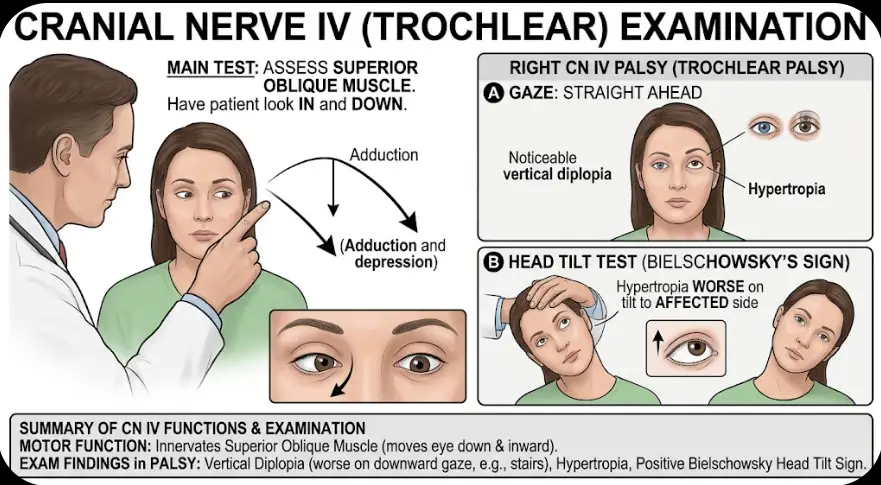 CRANIAL NERVE IV (TROCHLEAR) EXAMINATION
MAIN TEST: ASSESS SUPERIOR
OBLIQUE MUSCLE.
Have patient look IN and DOWN.
Adduction
(Adduction and
depression)
RIGHT CN IV PALSY (TROCHLEAR PALSY)
A GAZE: STRAIGHT AHEAD
Noticeable
vertical diplopia
Hypertropia
B HEAD TILT TEST (BIELSCHOWSKY'S SIGN)
Hypertropia WORSE on
tilt to AFFECTED side
SUMMARY OF CN IV FUNCTIONS & EXAMINATION
MOTOR FUNCTION: Innervates Superior Oblique Muscle (moves eye down & inward).
EXAM FINDINGS in PALSY: Vertical Diplopia (worse on downward gaze, e.g., stairs), Hypertropia, Positive Bielschowsky Head Tilt Sign.